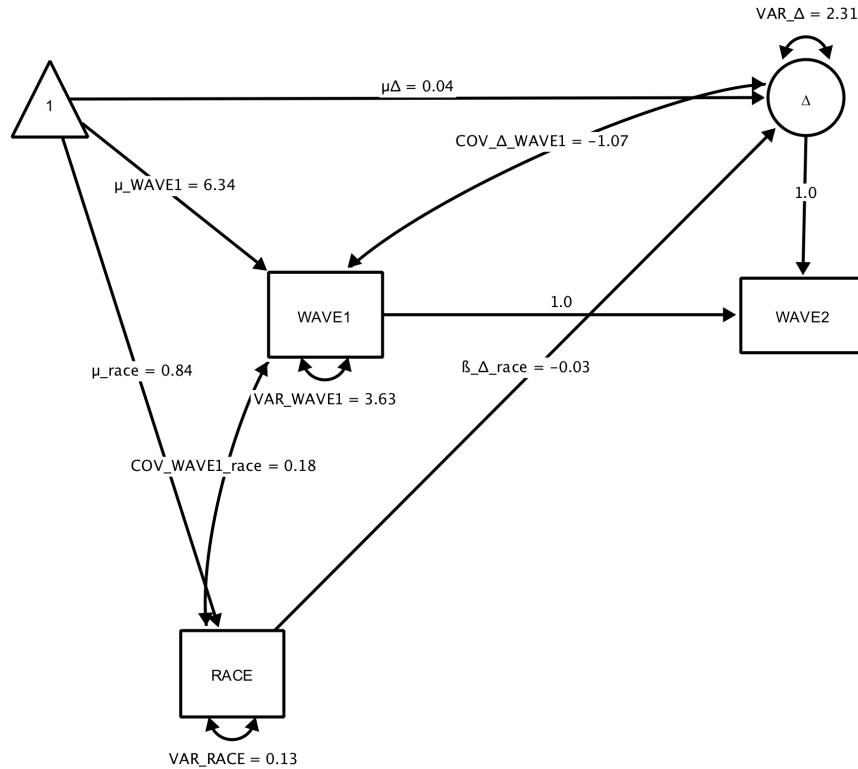 VAR_Δ = 2.31
1
μΔ = 0.04
Δ
COV_Δ_WAVE1 = −1.07
μ_WAVE1 = 6.34
1.0
WAVE1
1.0
WAVE2
μ_race = 0.84
ß_Δ_race = −0.03
VAR_WAVE1 = 3.63
COV_WAVE1_race = 0.18
RACE
VAR_RACE = 0.13